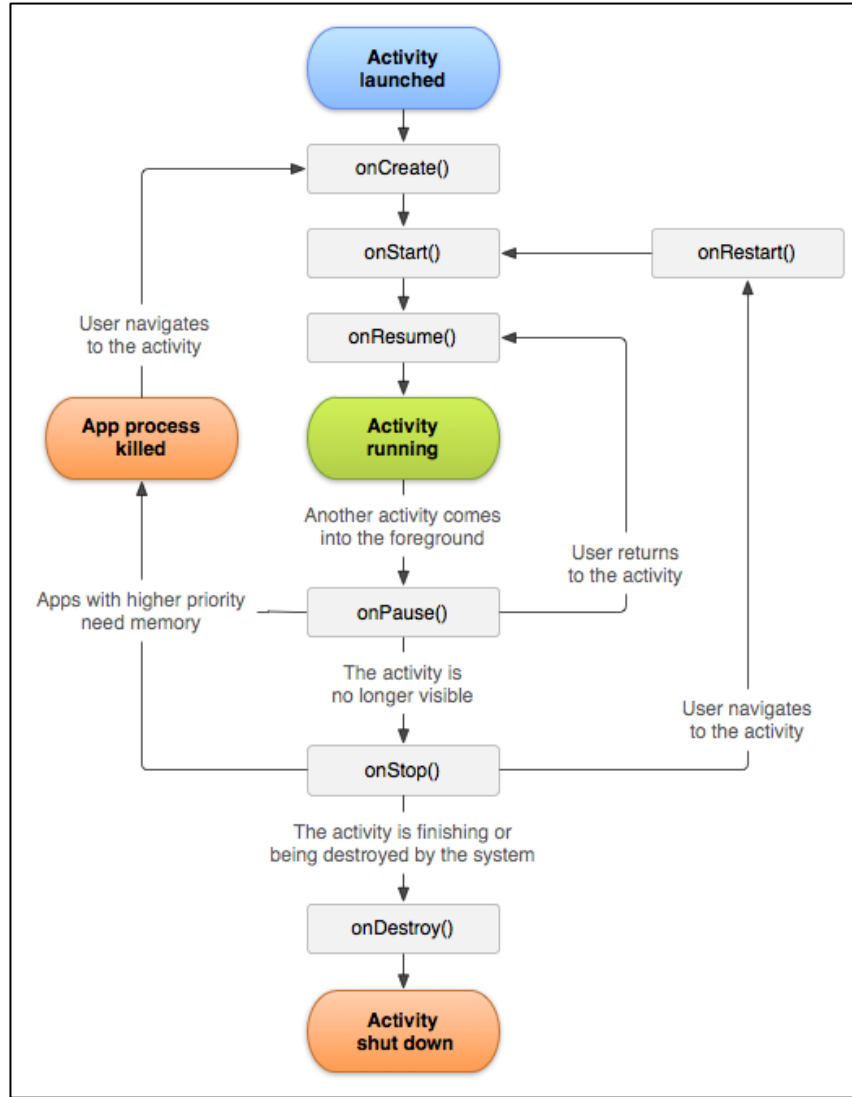 Activity
launched
onCreate()
onStart()
onRestart()
User navigates
to the activity
onResume()
App process
killed
Activity
running
Another activity comes
into the foreground
User returns
to the activity
Apps with higher priority
need memory
onPause()
The activity is
no longer visible
User navigates
to the activity
onStop()
The activity is finishing or
being destroyed by the system
onDestroy()
Activity
shut down